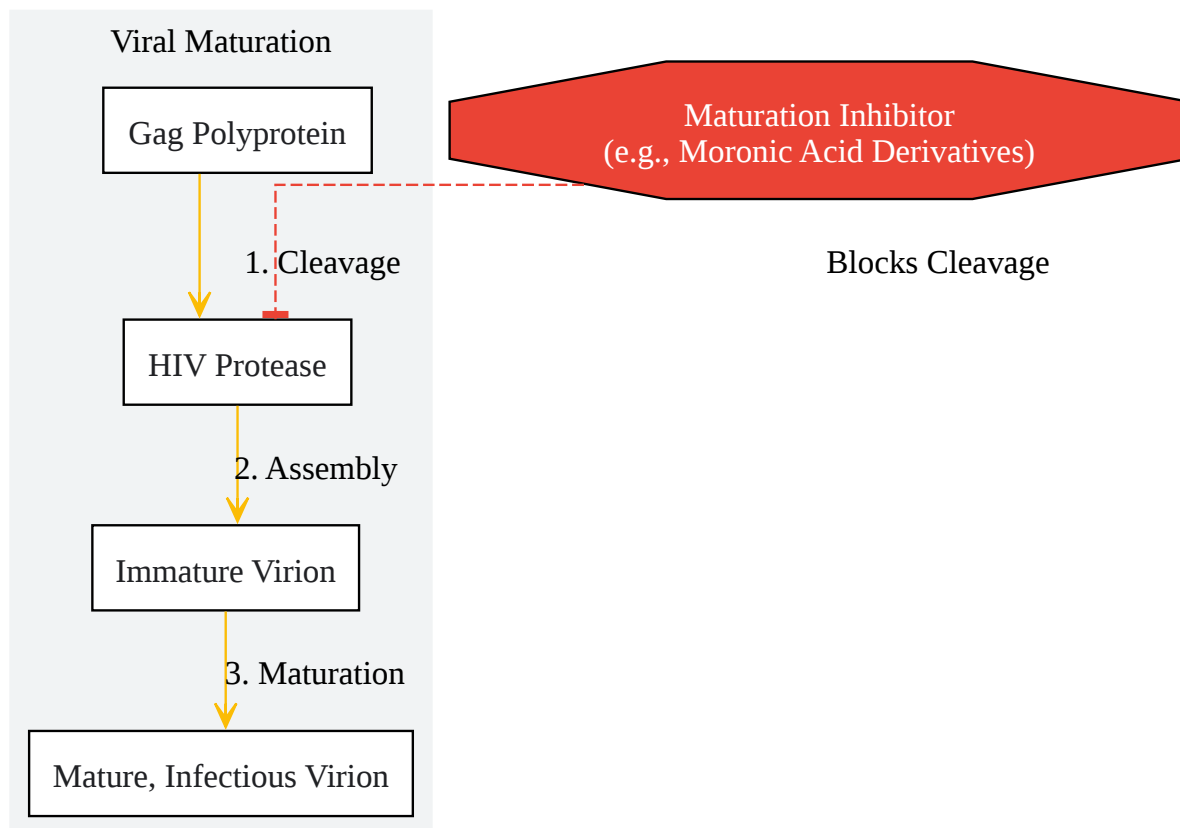 Viral Maturation
Gag Polyprotein
Maturation Inhibitor
(e.g., Moronic Acid Derivatives)
1. Cleavage
Blocks Cleavage
HIV Protease
2. Assembly
Immature Virion
3. Maturation
Mature, Infectious Virion